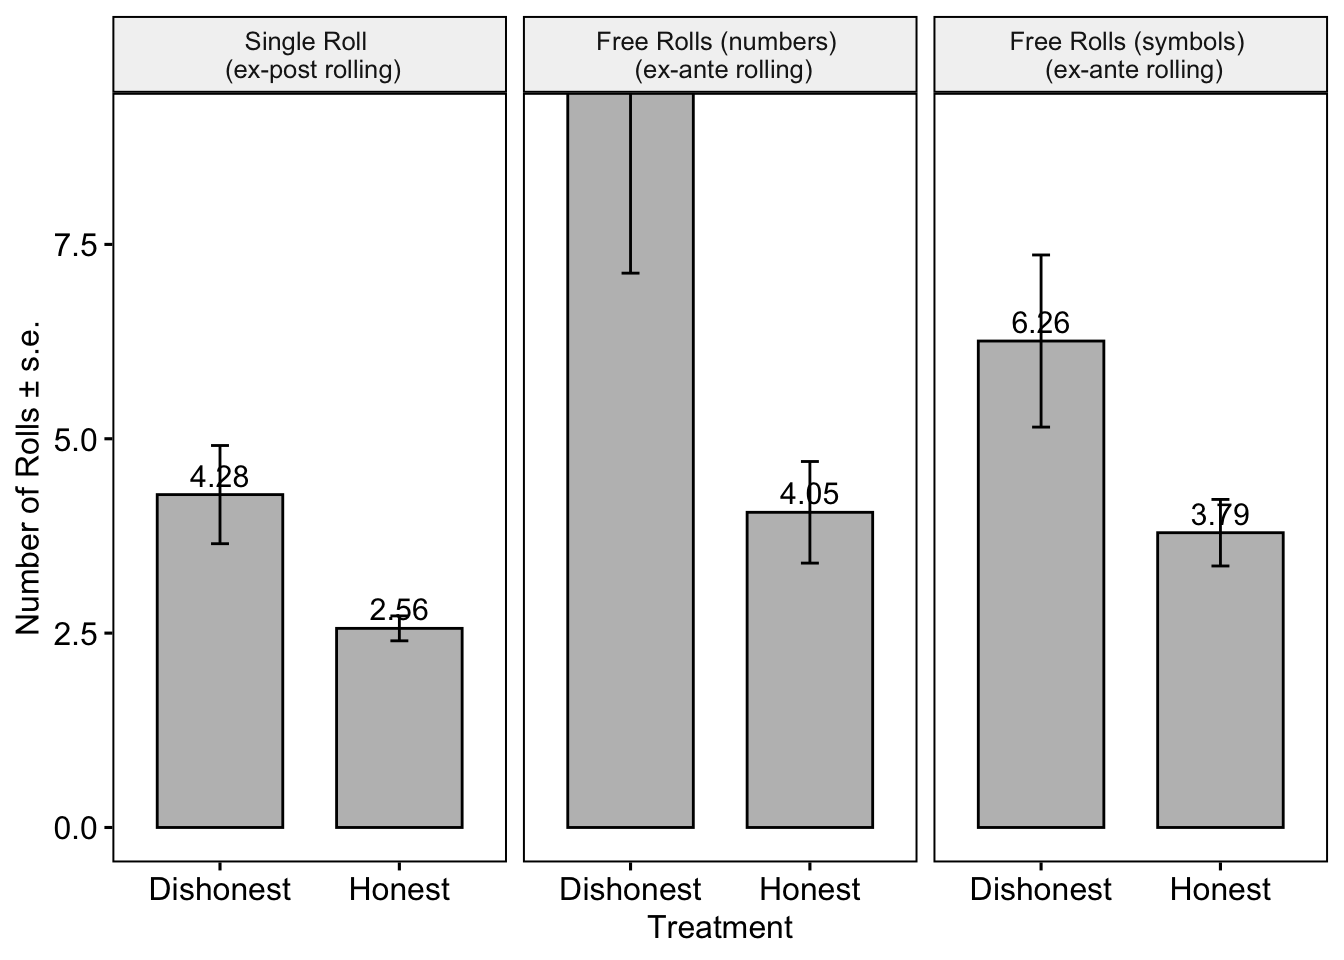 Single Roll
(ex-post rolling)
Free Rolls (numbers)
(ex-ante rolling)
Free Rolls (symbols)
(ex-ante rolling)
Number of Rolls ± s.e.
7.5
5.0
2.5
0.0
4.28
2.56
4.05
6.26
3.79
Dishonest
Honest
Dishonest
Honest
Dishonest
Honest
Treatment